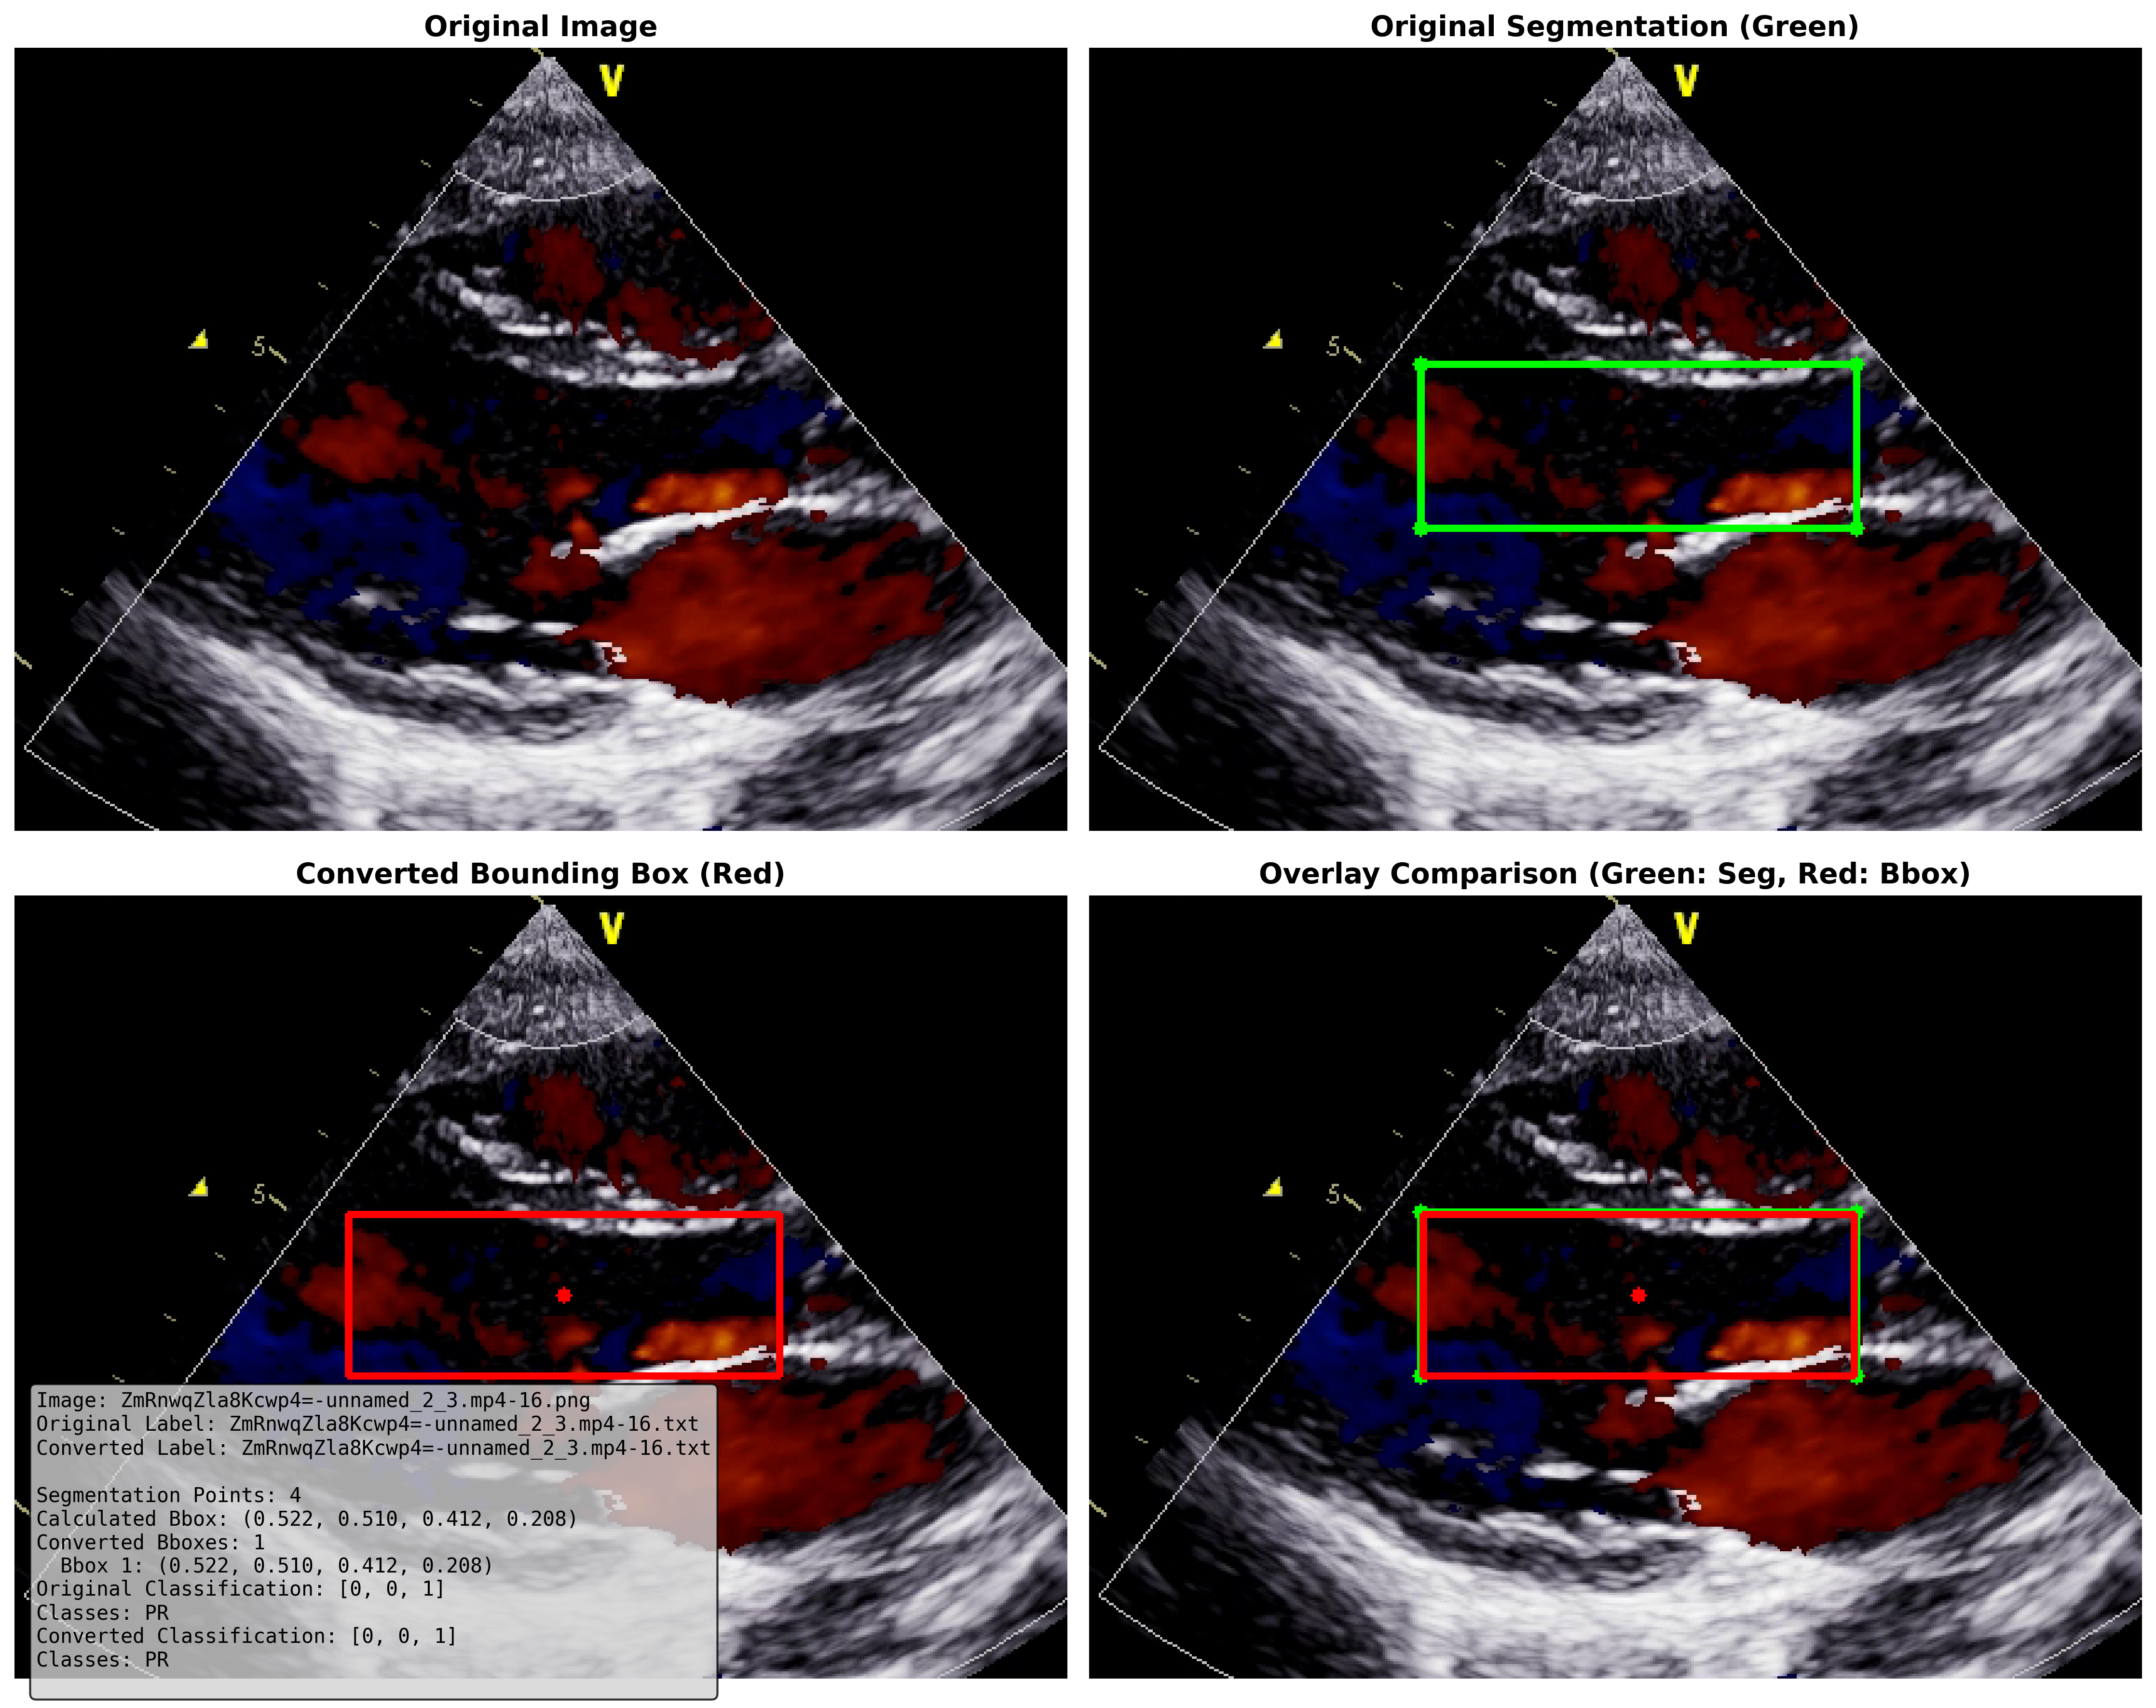 Original Image
Original Segmentation (Green)
V
5
V
5
Converted Bounding Box (Red)
Overlay Comparison (Green: Seg, Red: Bbox)
V
5
V
5
Image: ZmRnwqZla8Kcwp4=-unnamed_2_3.mp4-16.png
Original Label: ZmRnwqZla8Kcwp4=-unnamed_2_3.mp4-16.txt
Converted Label: ZmRnwqZla8Kcwp4=-unnamed_2_3.mp4-16.txt
Segmentation Points: 4
Calculated Bbox: (0.522, 0.510, 0.412, 0.208)
Converted Bboxes: 1
Bbox 1: (0.522, 0.510, 0.412, 0.208)
Original Classification: [0, 0, 1]
Classes: PR
Converted Classification: [0, 0, 1]
Classes: PR